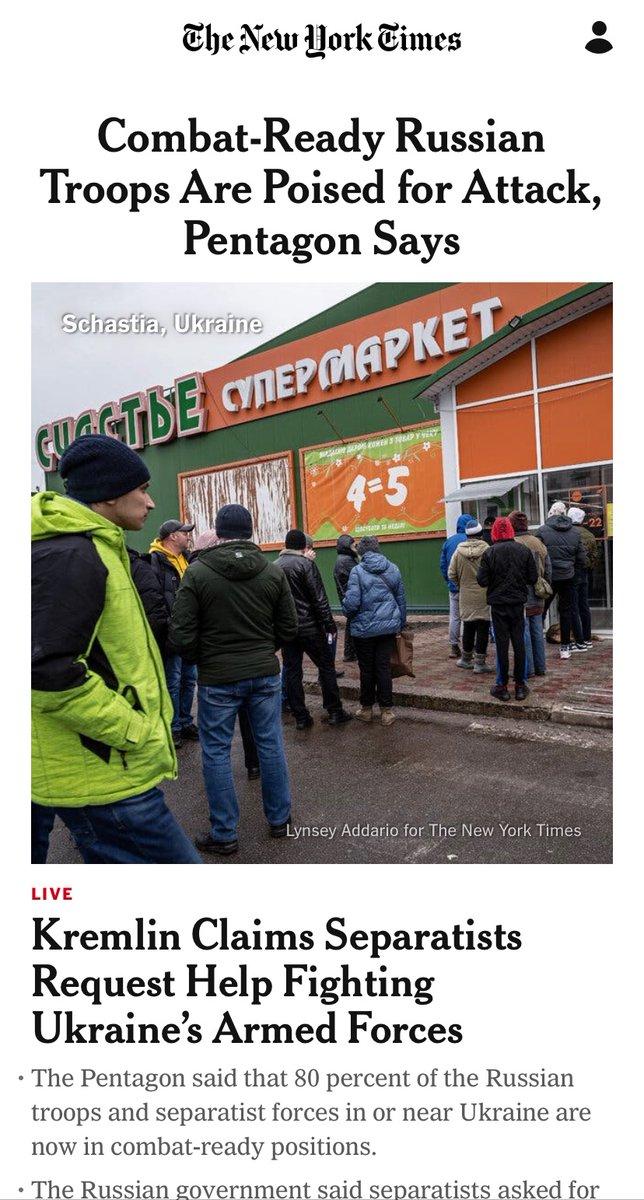 The New York Times
Combat-Ready Russian
Troops Are Poised for Attack,
Pentagon Says
Schastia, Ukraine
СЧАСТЬЕ СУПЕРМАРКЕТ
4=5
-22
Lynsey Addario for The New York Times
LIVE
Kremlin Claims Separatists
Request Help Fighting
Ukraine’s Armed Forces
· The Pentagon said that 80 percent of the Russian
troops and separatist forces in or near Ukraine are
now in combat-ready positions.
· The Russian government said separatists asked for